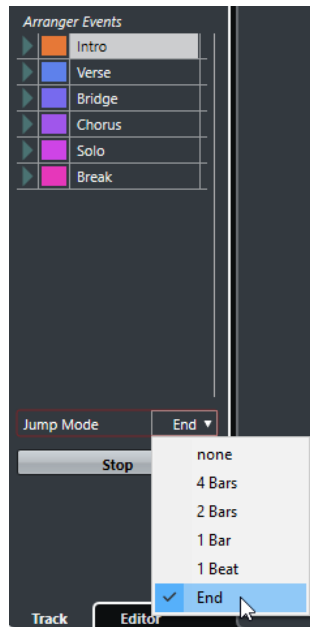 Arranger Events
Intro
Verse
Bridge
Chorus
Solo
Break
Jump Mode End
Stop
none
4 Bars
2 Bars
1 Bar
1 Beat
End
Track Editor